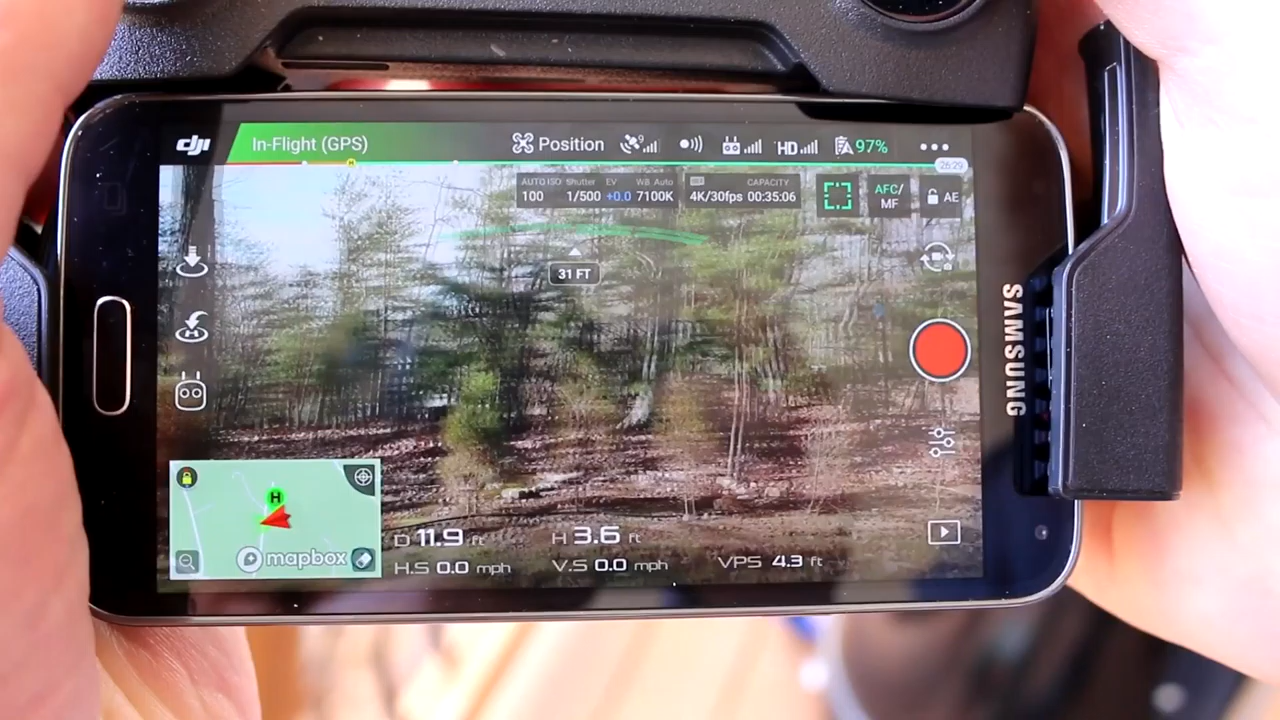 dji In-Flight (GPS) Position 9 HD 97% •••
H 26:29
AUTO ISO Shutter EV WB Auto CAPACITY AFC/ AE
100 1/500 +0.0 7100K 4K/30fps 00:35:06 MF
31 FT
H
SAMSUNG
H
mapbox
D 11.9 ft H 3.6 ft
H.S 0.0 mph V.S 0.0 mph VPS 4.3 ft